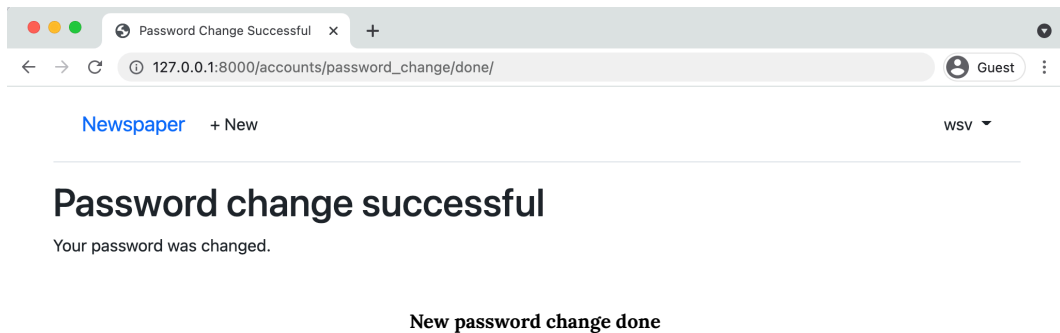 Password Change Successful
127.0.0.1:8000/accounts/password_change/done/
Guest
Newspaper + New wsv
Password change successful
Your password was changed.
New password change done